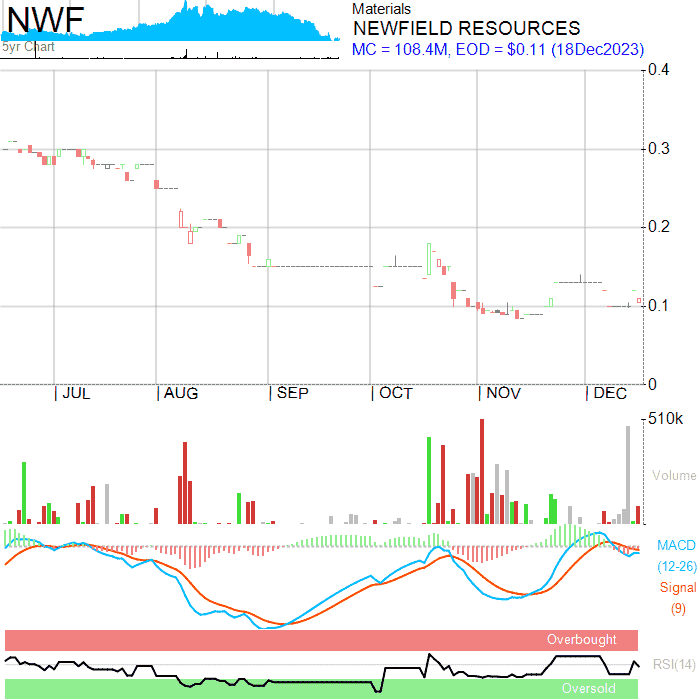 NWF
5yr Chart
Materials
NEWFIELD RESOURCES
MC = 108.4M, EOD = $0.11 (18Dec2023)
0.4
0.3
0.2
0.1
0
JUL AUG SEP OCT NOV DEC
510k
Volume
MACD
(12-26)
Signal
(9)
Overbought
RSI(14)
Oversold